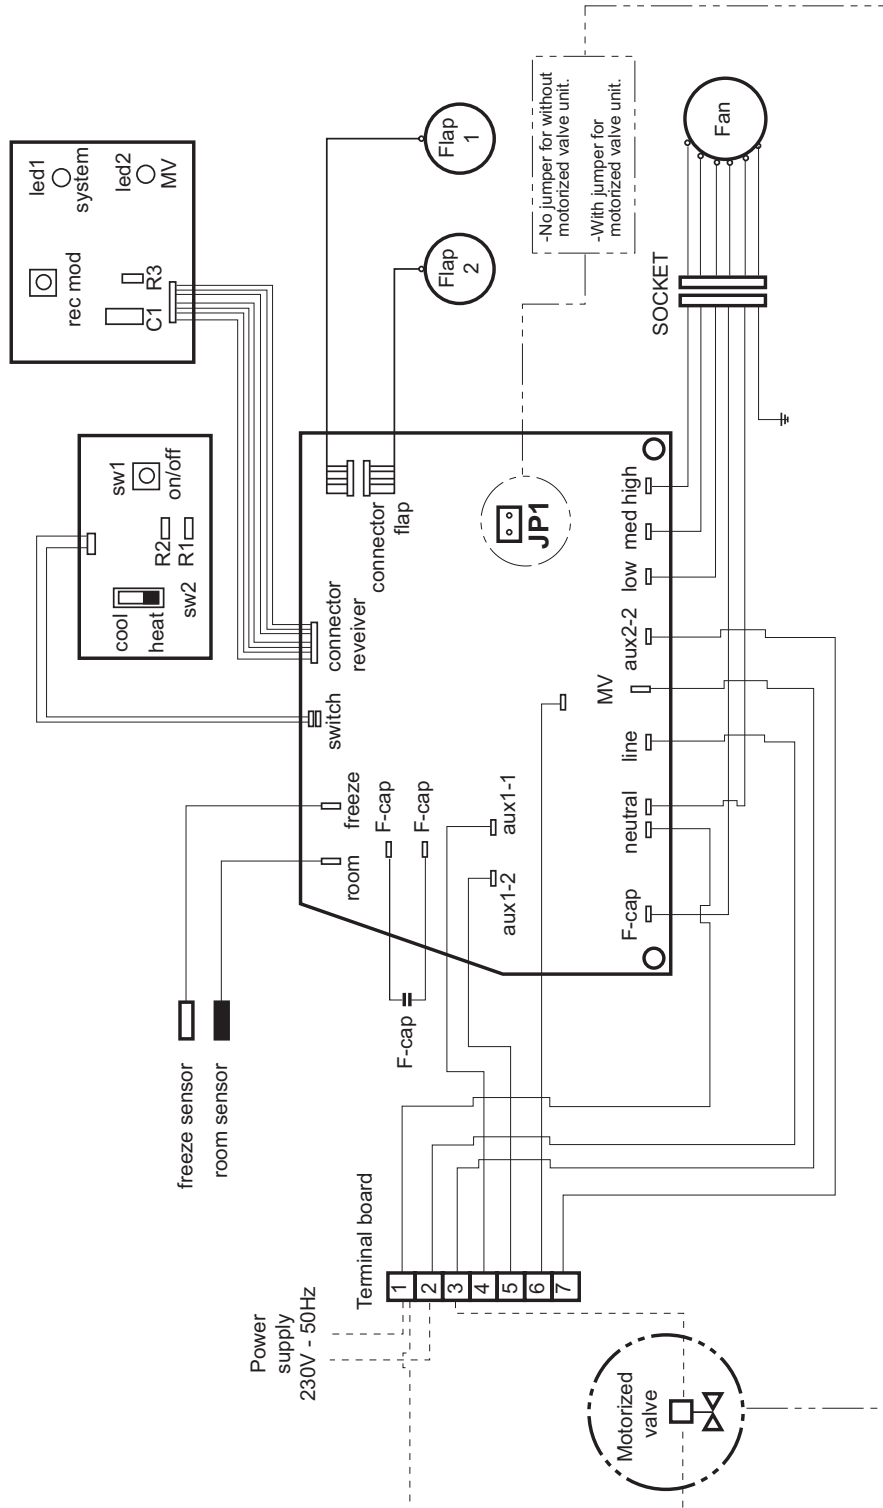 led1
system
led2
MV
rec mod
R3
C1
sw1
on/off
R2
R1
cool
heat
sw2
Flap
1
Flap
2
-No jumper for without
motorized valve unit.
-With jumper for
motorized valve unit.
Fan
SOCKET
connector
flap
JP1
connector
reveiver
switch
freeze
room
F-cap
F-cap
F-cap
aux1-1
aux1-2
high
med
low
aux2-2
MV
line
neutral
F-cap
freeze sensor
room sensor
Terminal board
1
2
3
4
5
6
7
Power
supply
230V - 50Hz
Motorized
valve